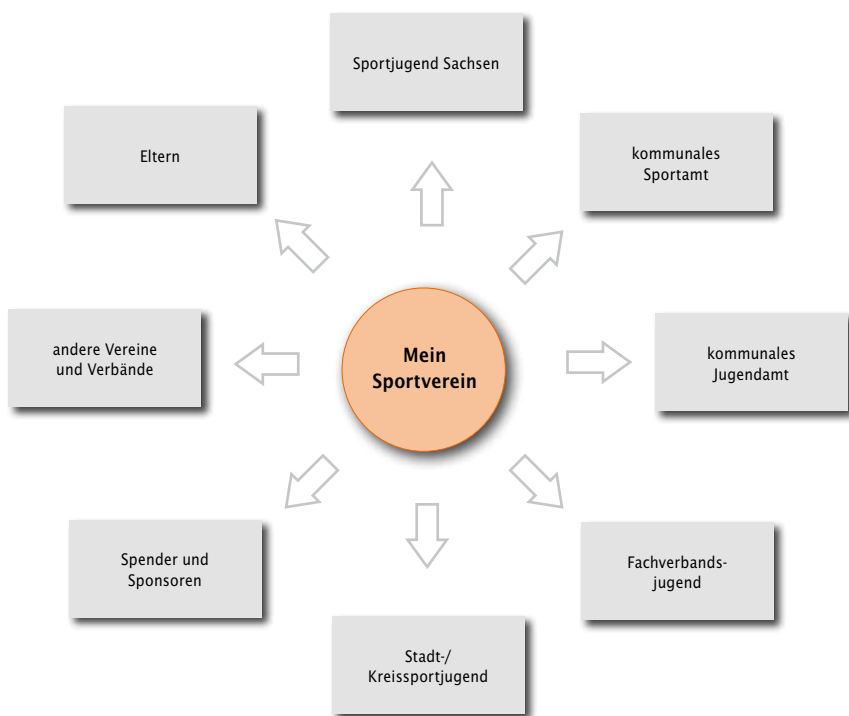 Sportjugend Sachsen
Eltern
kommunales
Sportamt
andere Vereine
und Verbände
Mein
Sportverein
kommunales
Jugendamt
Spender und
Sponsoren
Fachverbands-
jugend
Stadt-/
Kreissportjugend